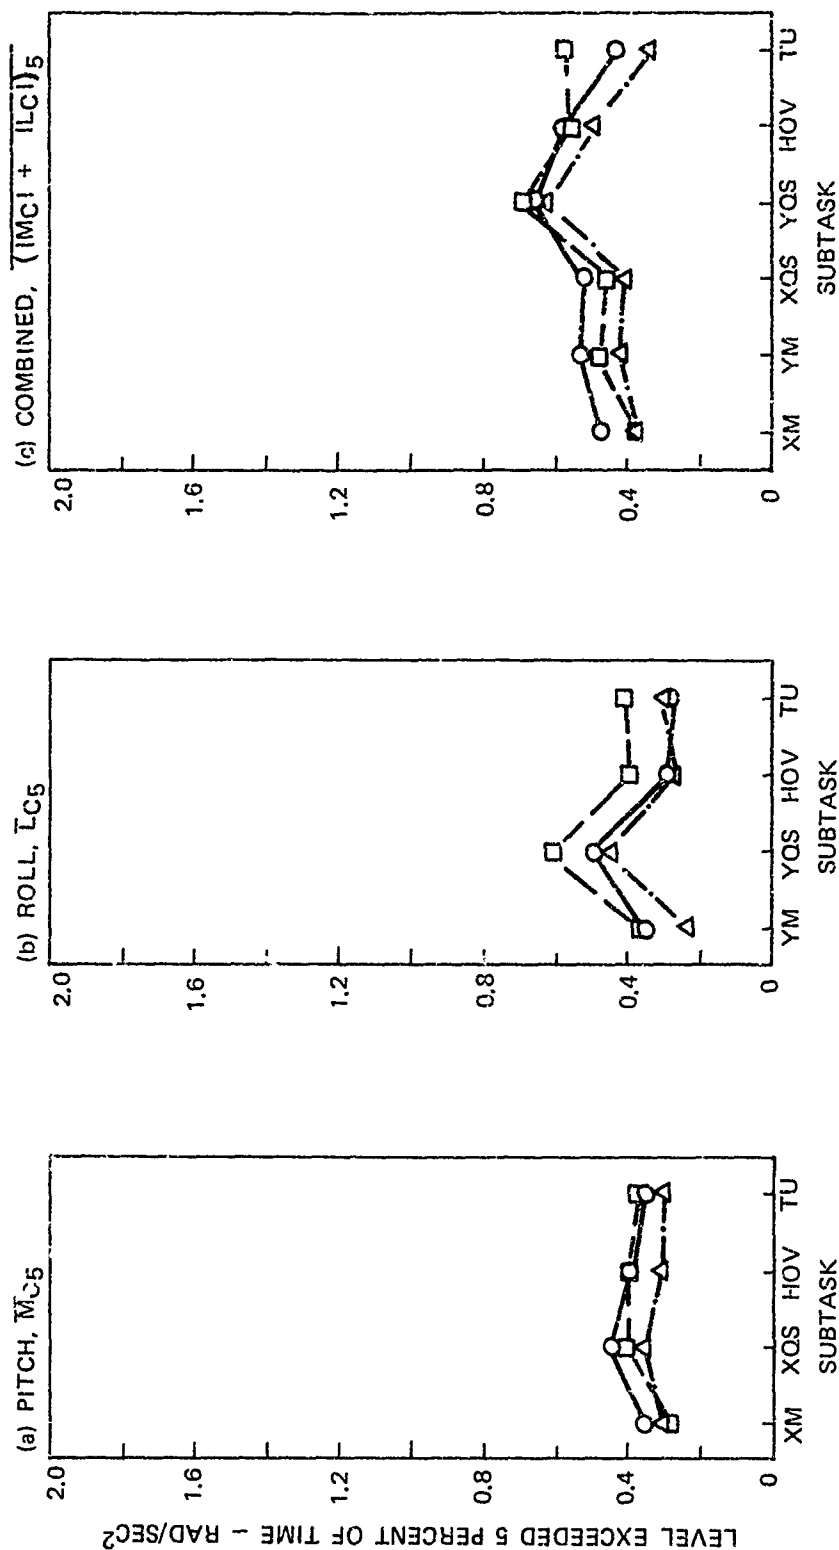 LEVEL EXCEEDED 5 PERCENT OF TIME – RAD/SEC²
(a) PITCH, M̅C5
2.0
1.6
1.2
0.8
0.4
0
XM XQS HOV TU
SUBTASK
(b) ROLL, L̅C5
2.0
1.6
1.2
0.8
0.4
0
YM YQS HOV TU
SUBTASK
(c) COMBINED, (|MC| + |LC|)5
2.0
1.6
1.2
0.8
0.4
0
XM YM XQS YQS HOV TU
SUBTASK